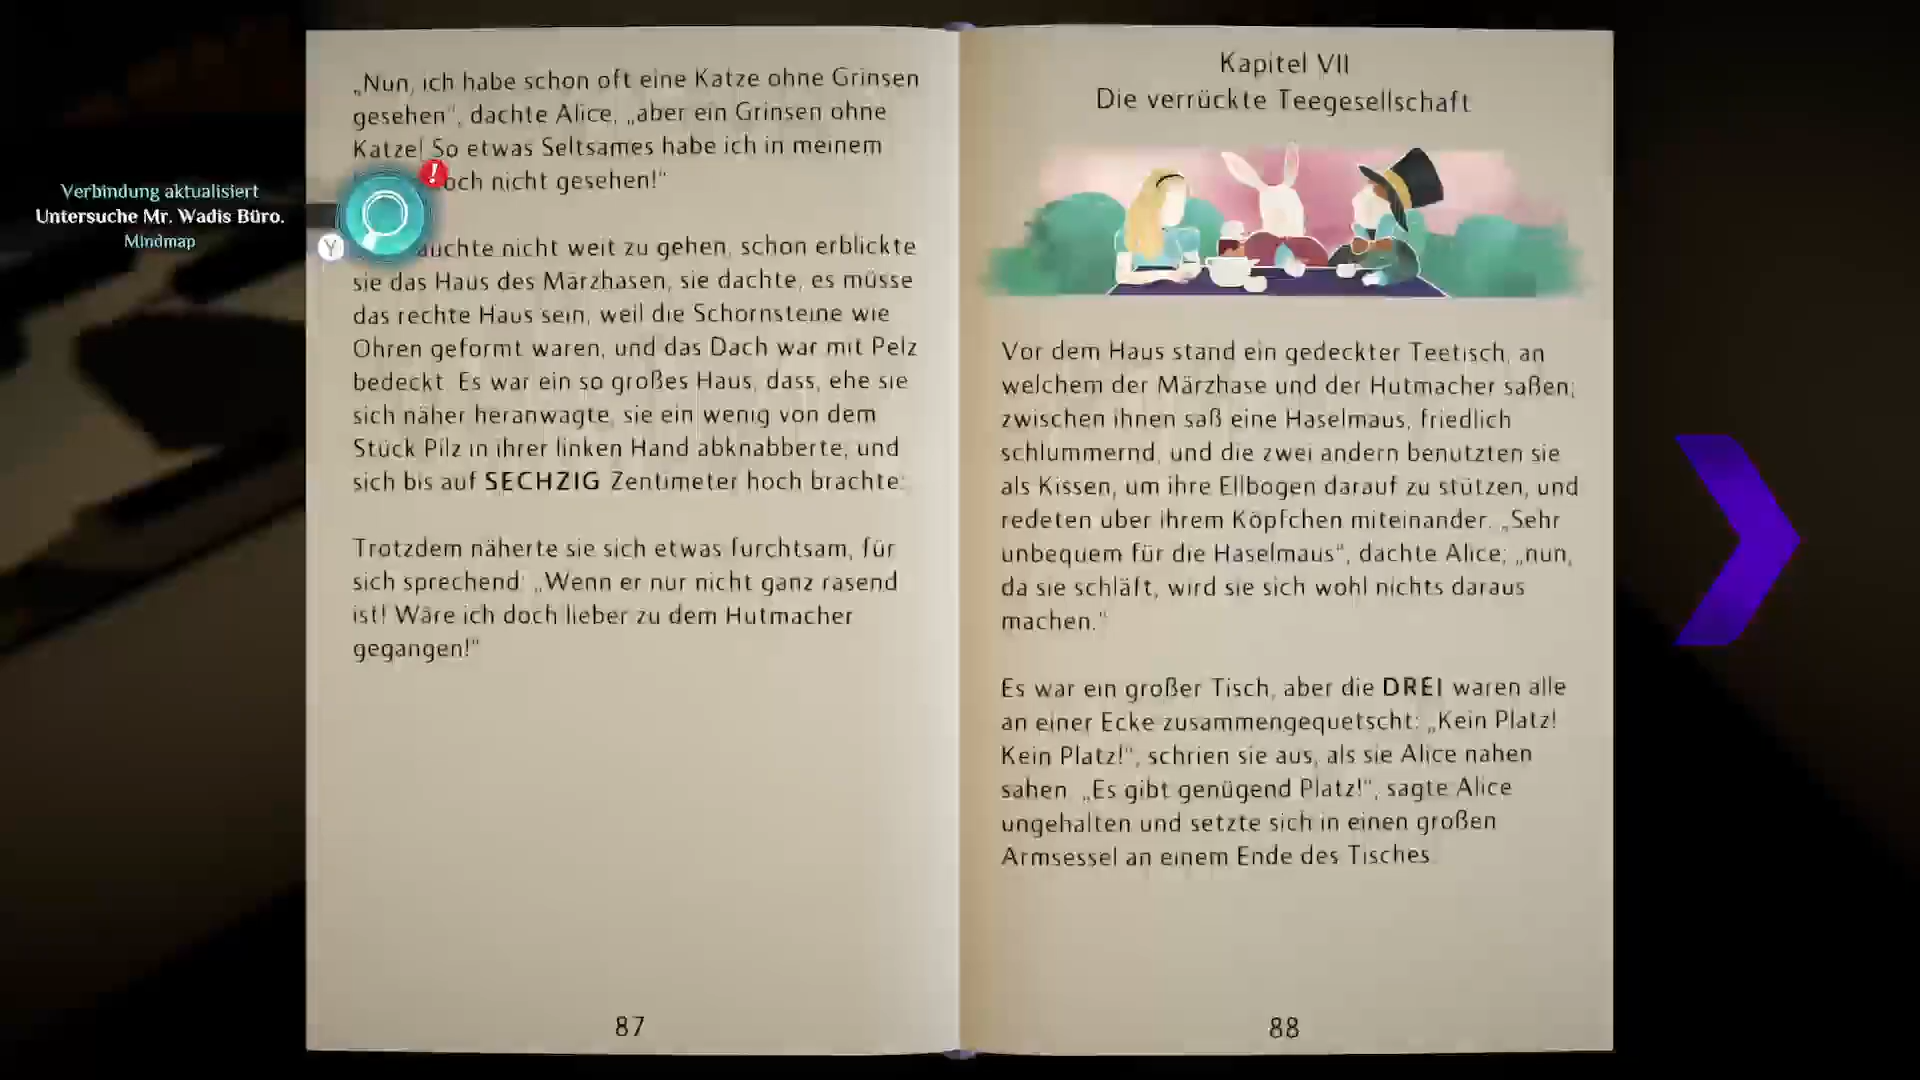 Verbindung aktualisiert
Untersuche Mr. Wadis Büro.
Mindmap
Y
!
„Nun, ich habe schon oft eine Katze ohne Grinsen
gesehen“, dachte Alice, „aber ein Grinsen ohne
Katze! So etwas Seltsames habe ich in meinem
och nicht gesehen!“
auchte nicht weit zu gehen, schon erblickte
sie das Haus des Märzhasen, sie dachte, es müsse
das rechte Haus sein, weil die Schornsteine wie
Ohren geformt waren, und das Dach war mit Pelz
bedeckt. Es war ein so großes Haus, dass, ehe sie
sich näher heranwagte, sie ein wenig von dem
Stück Pilz in ihrer linken Hand abknabberte, und
sich bis auf SECHZIG Zentimeter hoch brachte:
Trotzdem näherte sie sich etwas furchtsam, für
sich sprechend: „Wenn er nur nicht ganz rasend
ist! Wäre ich doch lieber zu dem Hutmacher
gegangen!“
87
Kapitel VII
Die verrückte Teegesellschaft
Vor dem Haus stand ein gedeckter Teetisch, an
welchem der Märzhase und der Hutmacher saßen;
zwischen ihnen saß eine Haselmaus, friedlich
schlummernd, und die zwei andern benutzten sie
als Kissen, um ihre Ellbogen darauf zu stützen, und
redeten über ihrem Köpfchen miteinander. „Sehr
unbequem für die Haselmaus“, dachte Alice; „nun,
da sie schläft, wird sie sich wohl nichts daraus
machen.“
Es war ein großer Tisch, aber die DREI waren alle
an einer Ecke zusammengequetscht: „Kein Platz!
Kein Platz!“, schrien sie aus, als sie Alice nahen
sahen. „Es gibt genügend Platz!“, sagte Alice
ungehalten und setzte sich in einen großen
Armsessel an einem Ende des Tisches.
88